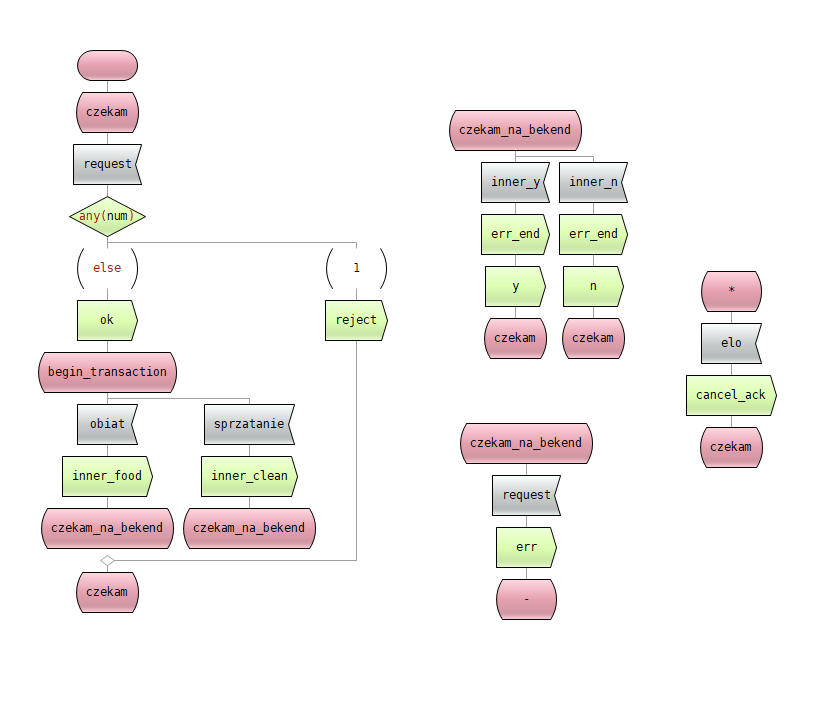 czekam
request
any(num)
else
1
ok
reject
begin_transaction
obiat
sprzatanie
inner_food
inner_clean
czekam_na_bekend
czekam_na_bekend
czekam
czekam_na_bekend
inner_y
inner_n
err_end
err_end
y
n
czekam
czekam
czekam_na_bekend
request
err
-
*
elo
cancel_ack
czekam